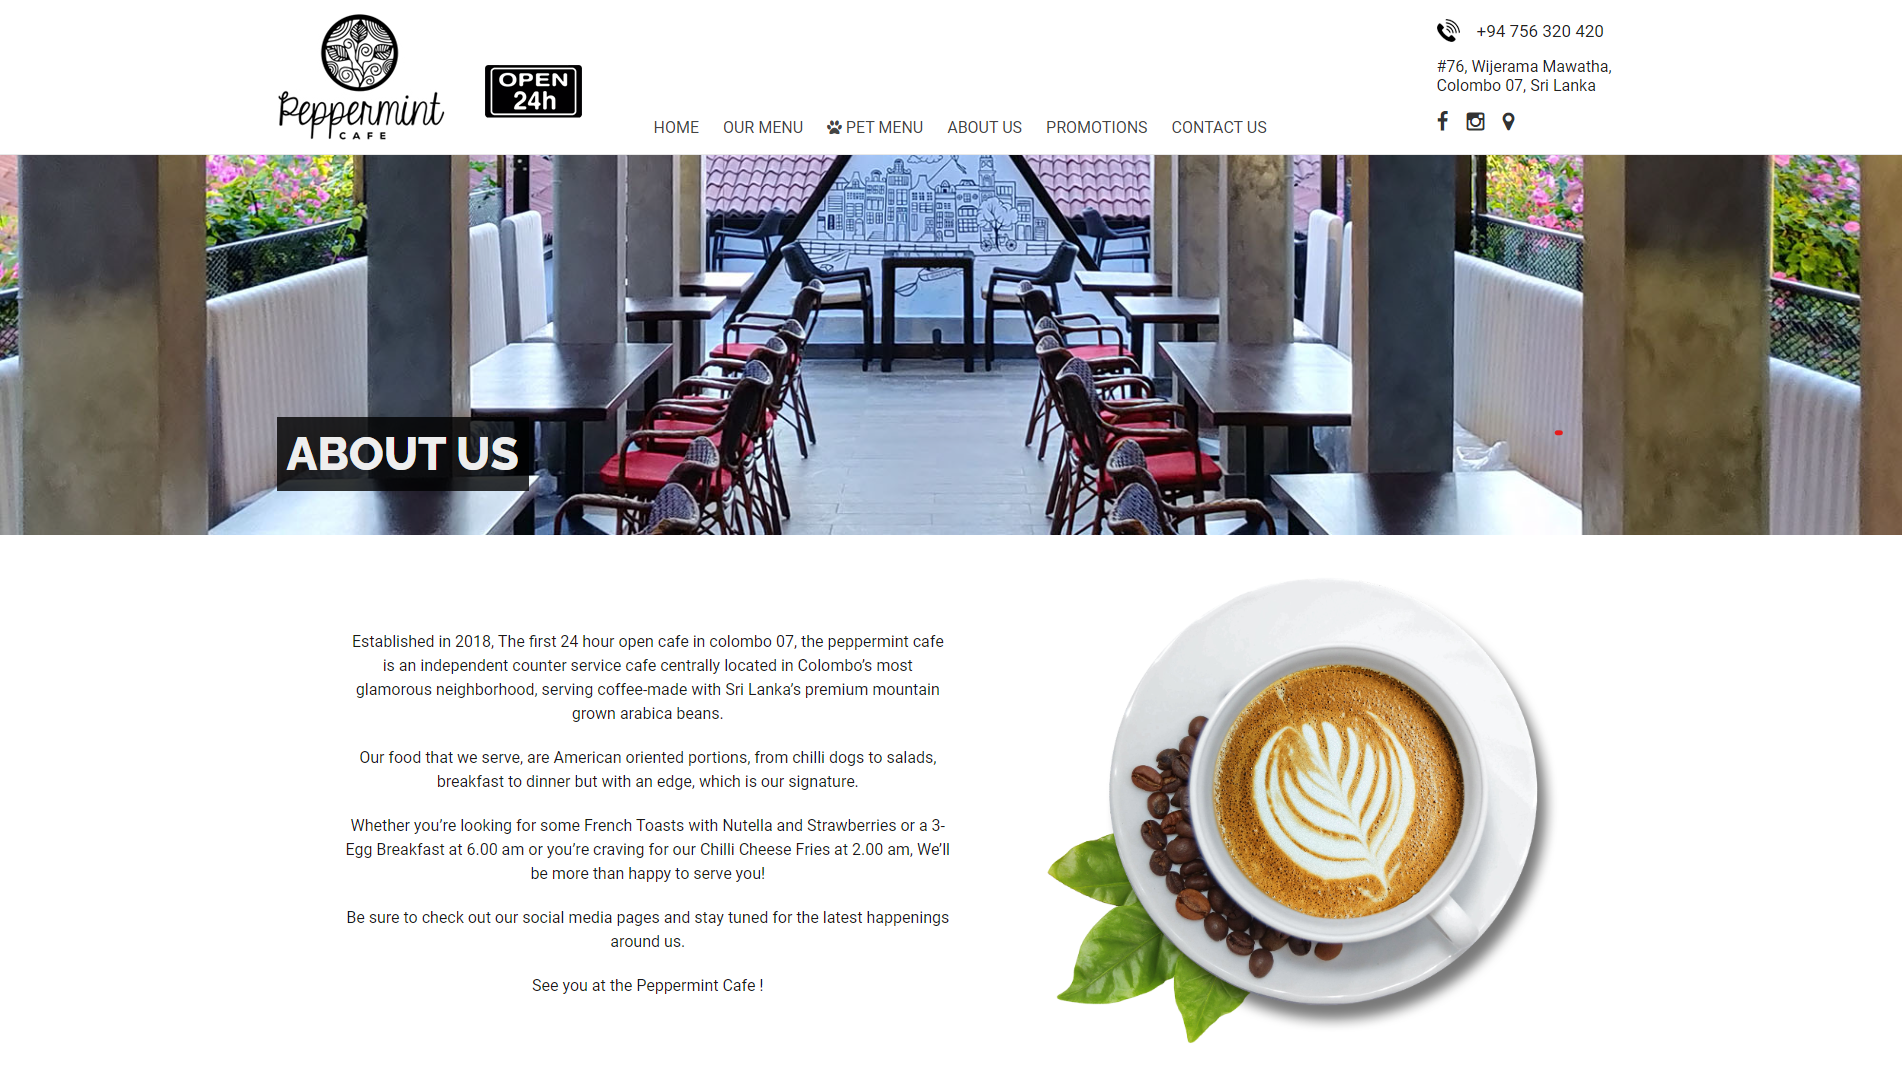 Peppermint
CAFE
OPEN
24h
HOME
OUR MENU
PET MENU
ABOUT US
PROMOTIONS
CONTACT US
+94 756 320 420
#76, Wijerama Mawatha,
Colombo 07, Sri Lanka
ABOUT US
Established in 2018, The first 24 hour open cafe in colombo 07, the peppermint cafe
is an independent counter service cafe centrally located in Colombo’s most
glamorous neighborhood, serving coffee-made with Sri Lanka’s premium mountain
grown arabica beans.
Our food that we serve, are American oriented portions, from chilli dogs to salads,
breakfast to dinner but with an edge, which is our signature.
Whether you’re looking for some French Toasts with Nutella and Strawberries or a 3-
Egg Breakfast at 6.00 am or you’re craving for our Chilli Cheese Fries at 2.00 am, We’ll
be more than happy to serve you!
Be sure to check out our social media pages and stay tuned for the latest happenings
around us.
See you at the Peppermint Cafe !